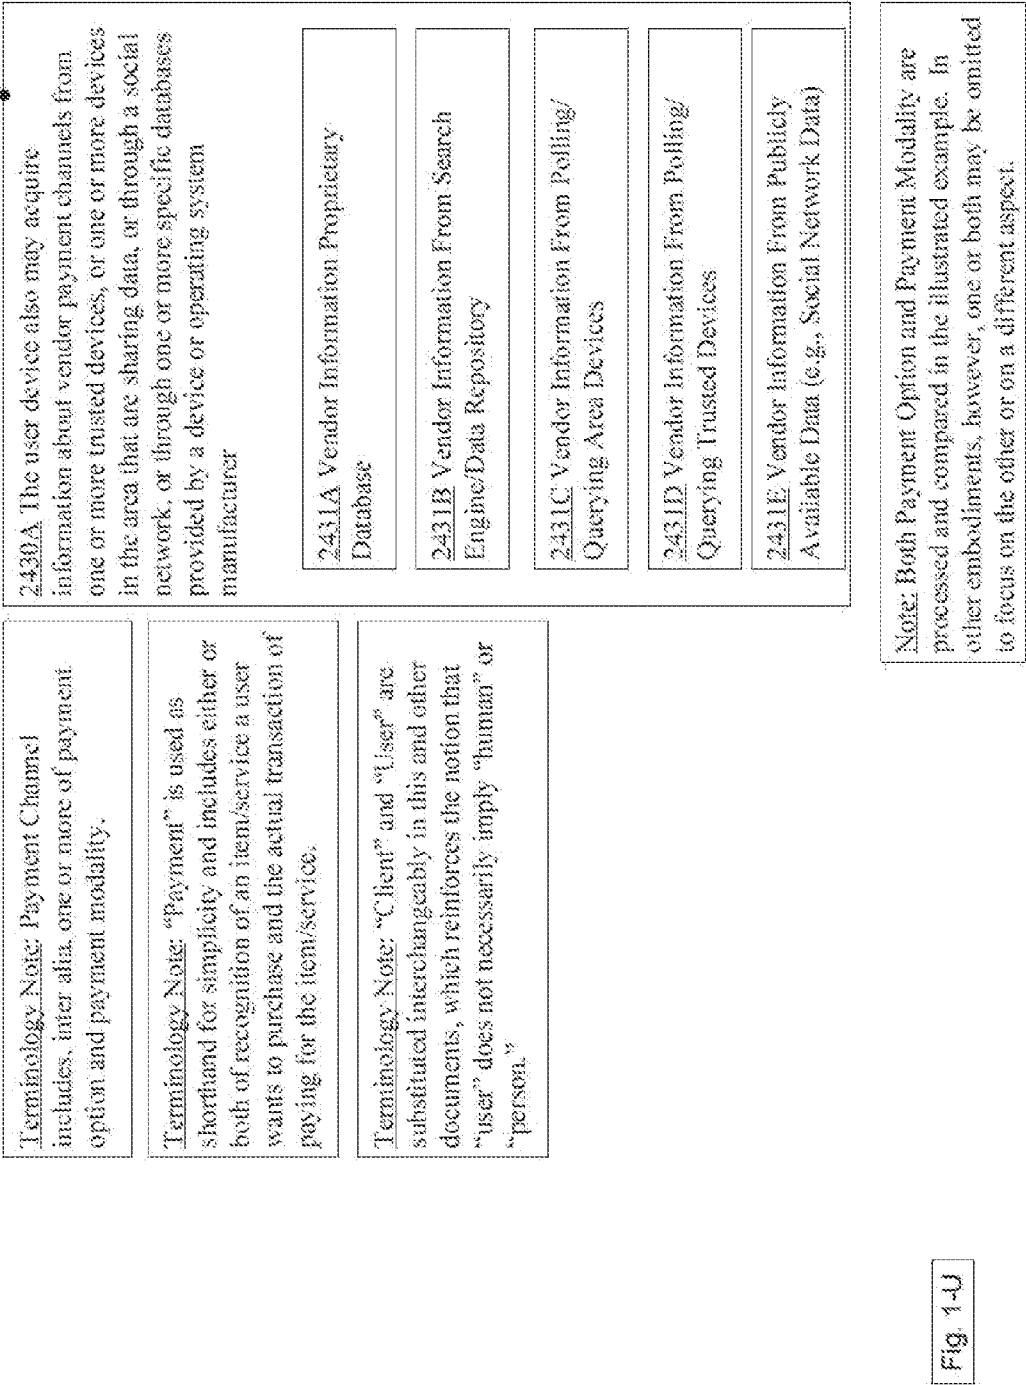 Terminology Note: Payment Channel
includes, inter alia, one or more of payment
option and payment modality.
Terminology Note: "Payment" is used as
shorthand for simplicity and includes either or
both of recognition of an item/service a user
wants to purchase and the actual transaction of
paying for the item/service.
Terminology Note: "Client" and "User" are
substituted interchangeably in this and other
documents, which reinforces the notion that
"user" does not necessarily imply "human" or
"person."
2430A The user device also may acquire
information about vendor payment channels from
one or more trusted devices, or one or more devices
in the area that are sharing data, or through a social
network, or through one or more specific databases
provided by a device or operating system
manufacturer
2431A Vendor Information Proprietary
Database
2431B Vendor Information From Search
Engine/Data Repository
2431C Vendor Information From Polling/
Querying Area Devices
2431D Vendor Information From Polling/
Querying Trusted Devices
2431E Vendor Information From Publicly
Available Data (e.g., Social Network Data)
Note: Both Payment Option and Payment Modality are
processed and compared in the illustrated example. In
other embodiments, however, one or both may be omitted
to focus on the other or on a different aspect.
Fig. 1-U